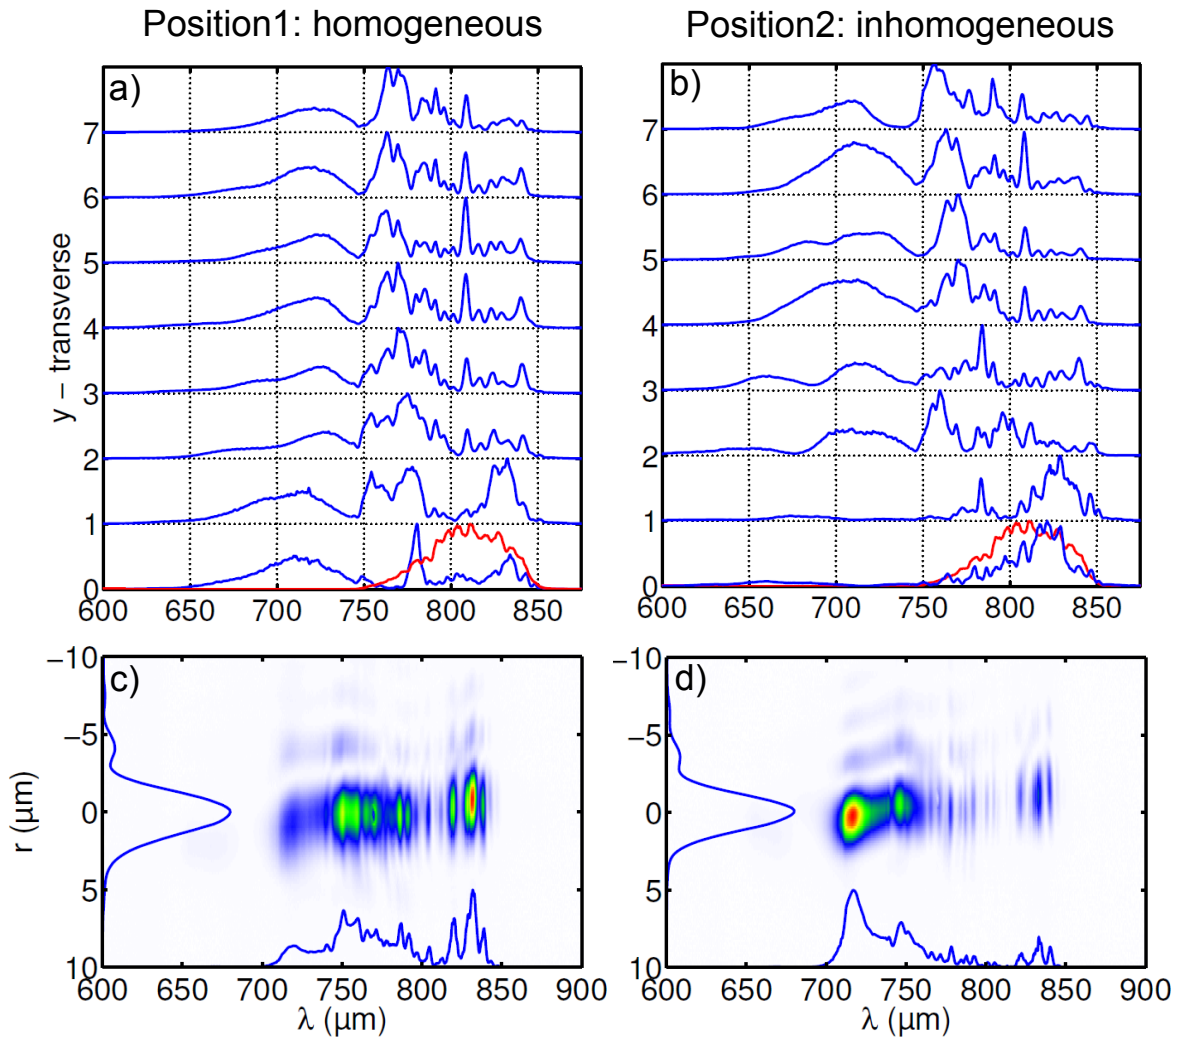 Position1: homogeneous
Position2: inhomogeneous
a)
b)
y - transverse
7
6
5
4
3
2
1
0
7
6
5
4
3
2
1
0
600 650 700 750 800 850
600 650 700 750 800 850
c)
d)
r (µm)
-10
-5
0
5
10
-10
-5
0
5
10
600 650 700 750 800 850 900
600 650 700 750 800 850 900
λ (µm)
λ (µm)